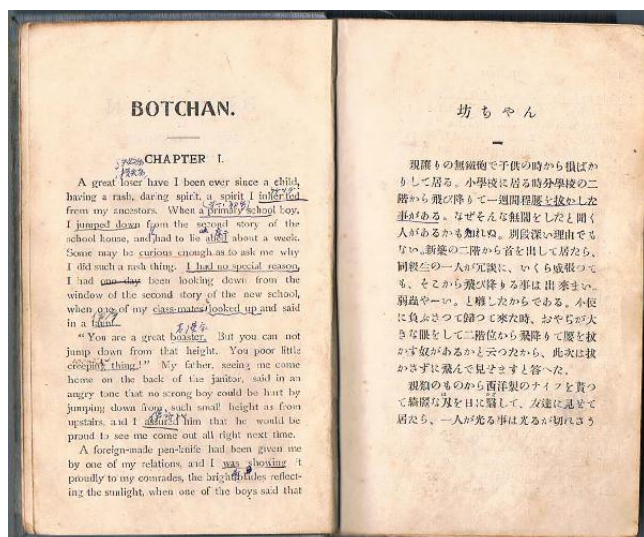 BOTCHAN.
CHAPTER I.
A great loser have I been ever since a child,
having a rash, daring spirit, a spirit I inherited
from my ancestors. When a primary school boy,
I jumped down from the second story of the
school house, and had to lie abed about a week.
Some may be curious enough as to ask me why
I did such a rash thing. I had no special reason,
I had one day been looking down from the
window of the second story of the new school,
when one of my class-mates looked up and said
in a taunt
"You are a great boaster. But you can not
jump down from that height. You poor little
creeping thing!" My father, seeing me come
home on the back of the janitor, said in an
angry tone that no strong boy could be hurt by
jumping down from such small height as from
upstairs, and I assured him that he would be
proud to see me come out all right next time.
A foreign-made pen-knife had been given me
by one of my relations, and I was showing it
proudly to my comrades, the bright blades reflect-
ing the sunlight, when one of the boys said that
坊ちやん
一
親讓りの無鐵砲で子供の時から損ばか
りして居る。小學校に居る時分學校の二
階から飛び降りて一週間程腰を拔かした
事がある。なぜそんな無闇をしたと聞く
人があるかも知れぬ。別段深い理由でも
ない。新築の二階から首を出して居たら、
同級生の一人が冗談に、いくら威張つて
も、そこから飛び降りる事は出來まい。
弱蟲やーい。と囃したからである。小使
に負ぶさつて歸つて來た時、おやぢが大
きな眼をして二階位から飛降りて腰を拔
かす奴があるかと云つたから、此次は拔
かさずに飛んで見せますと答へた。
親類のものから西洋製のナイフを貰つ
て綺麗な刃を日に翳して、友達に見せて
居たら、一人が光る事は光るが切れさう